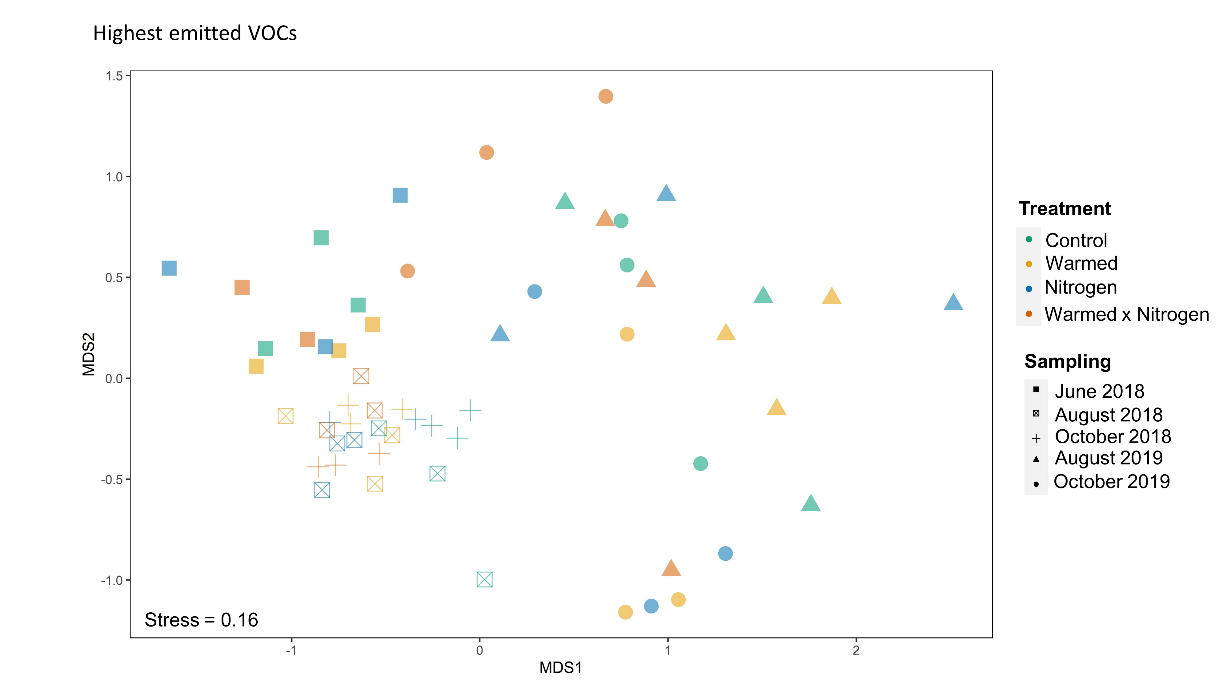 Highest emitted VOCs
1.5
1.0
0.5
0.0
-0.5
-1.0
MDS2
Stress = 0.16
-1 0 1 2
MDS1
Treatment
Control
Warmed
Nitrogen
Warmed x Nitrogen
Sampling
June 2018
August 2018
October 2018
August 2019
October 2019